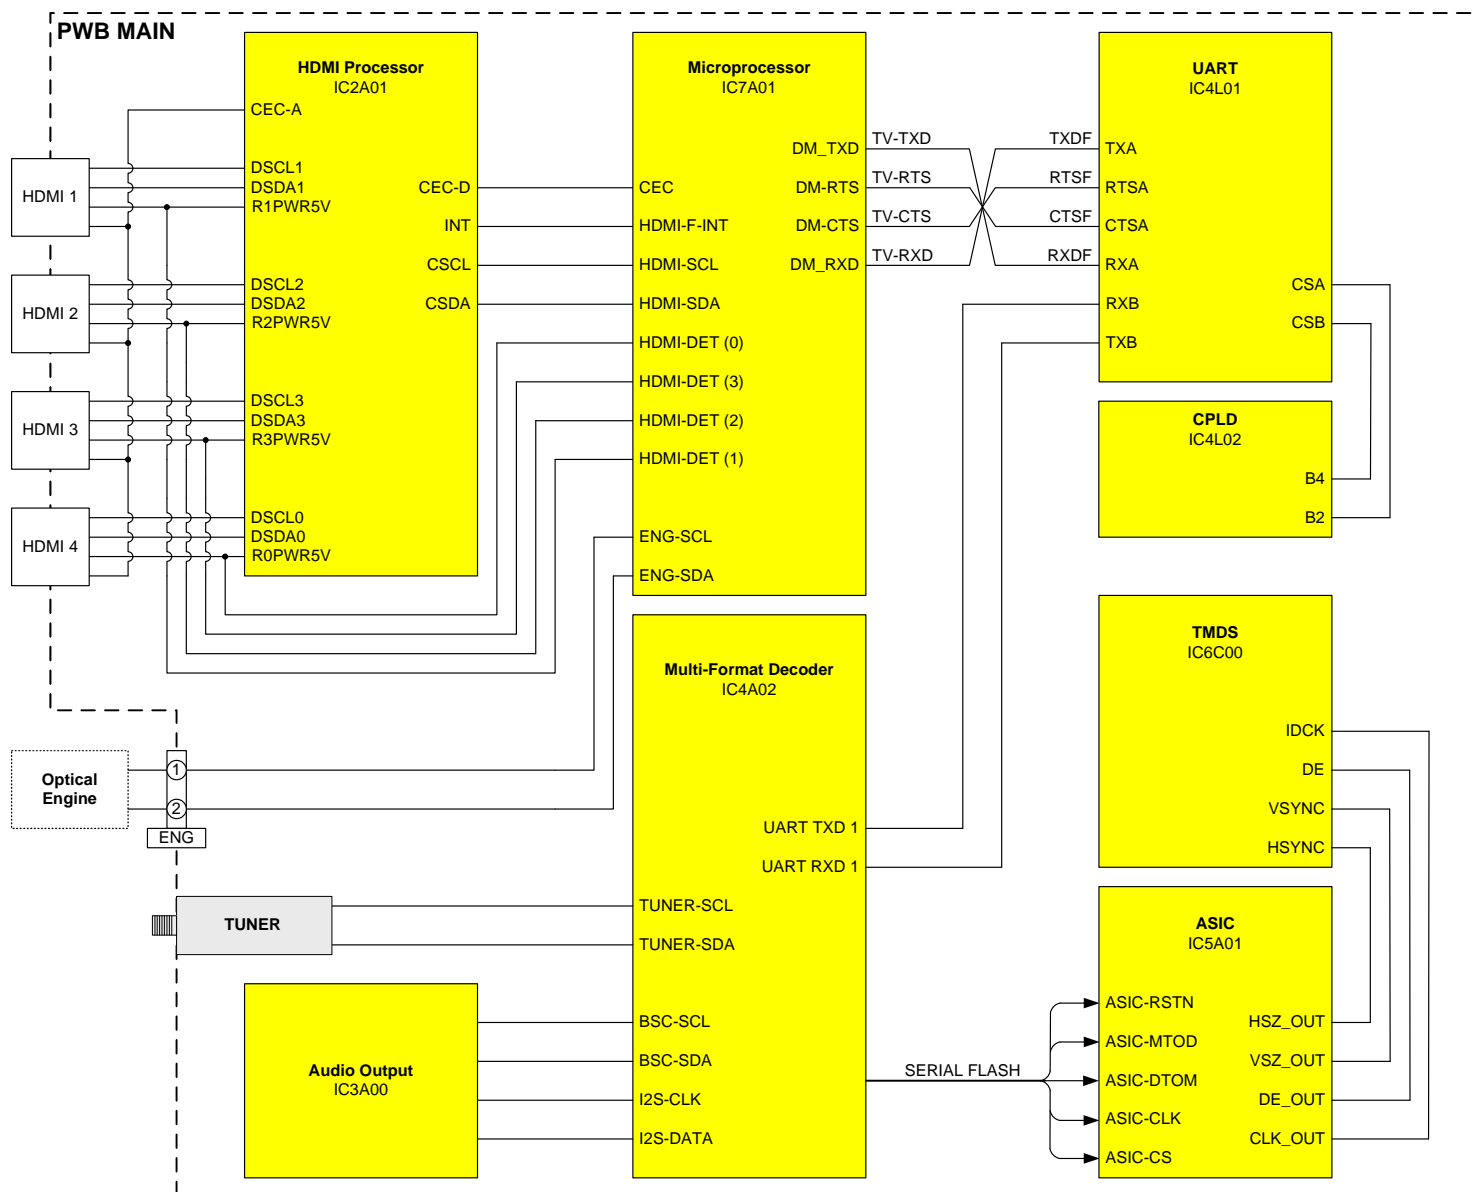 PWB MAIN
HDMI Processor
IC2A01
CEC-A
DSCL1
DSDA1
R1PWR5V
CEC-D
INT
CSCL
CSDA
DSCL2
DSDA2
R2PWR5V
DSCL3
DSDA3
R3PWR5V
DSCL0
DSDA0
R0PWR5V
HDMI 1
HDMI 2
HDMI 3
HDMI 4
Microprocessor
IC7A01
DM_TXD
DM-RTS
DM-CTS
DM_RXD
CEC
HDMI-F-INT
HDMI-SCL
HDMI-SDA
HDMI-DET (0)
HDMI-DET (3)
HDMI-DET (2)
HDMI-DET (1)
ENG-SCL
ENG-SDA
TV-TXD
TV-RTS
TV-CTS
TV-RXD
TXDF
RTSF
CTSF
RXDF
UART
IC4L01
TXA
RTSA
CTSA
RXA
RXB
TXB
CSA
CSB
CPLD
IC4L02
B4
B2
TMDS
IC6C00
IDCK
DE
VSYNC
HSYNC
Multi-Format Decoder
IC4A02
UART TXD 1
UART RXD 1
TUNER-SCL
TUNER-SDA
BSC-SCL
BSC-SDA
I2S-CLK
I2S-DATA
Optical
Engine
1
2
ENG
TUNER
Audio Output
IC3A00
SERIAL FLASH
ASIC
IC5A01
ASIC-RSTN
ASIC-MTOD
ASIC-DTOM
ASIC-CLK
ASIC-CS
HSZ_OUT
VSZ_OUT
DE_OUT
CLK_OUT